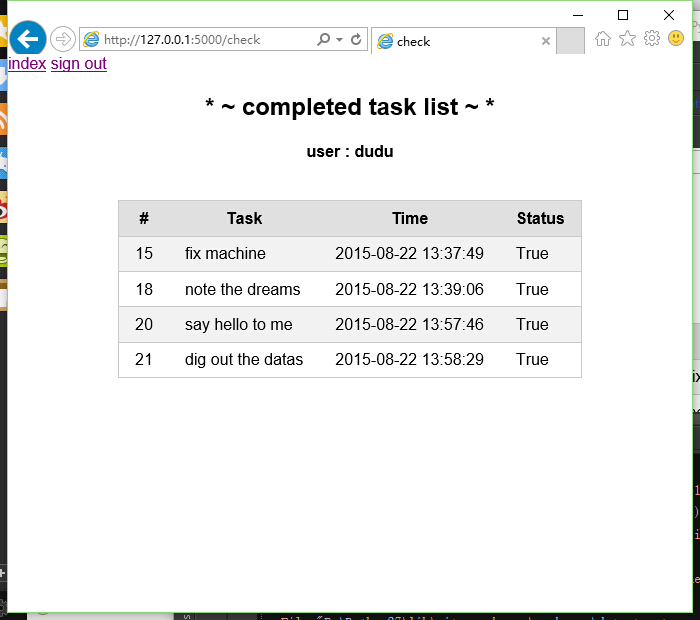 http://127.0.0.1:5000/check
check
index sign out
* ~ completed task list ~ *
user : dudu
# Task Time Status
15 fix machine 2015-08-22 13:37:49 True
18 note the dreams 2015-08-22 13:39:06 True
20 say hello to me 2015-08-22 13:57:46 True
21 dig out the datas 2015-08-22 13:58:29 True